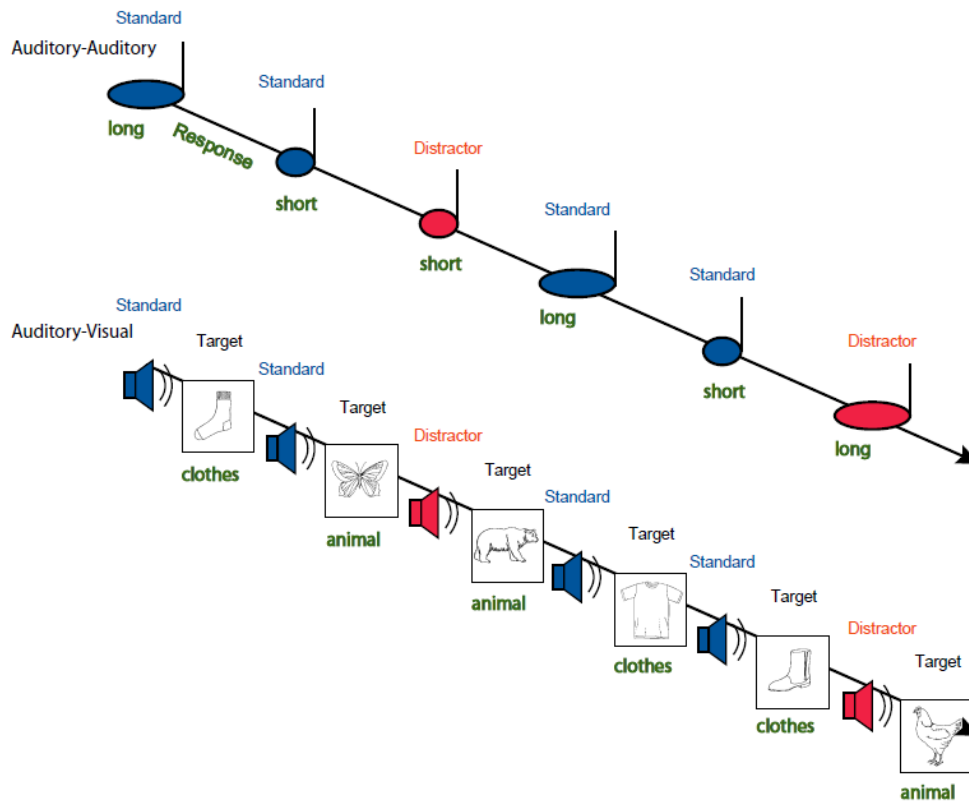 Standard
Auditory-Auditory
Standard
long
Response
Distractor
short
Standard
short
Standard
long
Distractor
short
long
Standard
Auditory-Visual
Target
Standard
Target
clothes
Distractor
Target
animal
Standard
Target
animal
Standard
Target
clothes
Distractor
Target
clothes
animal